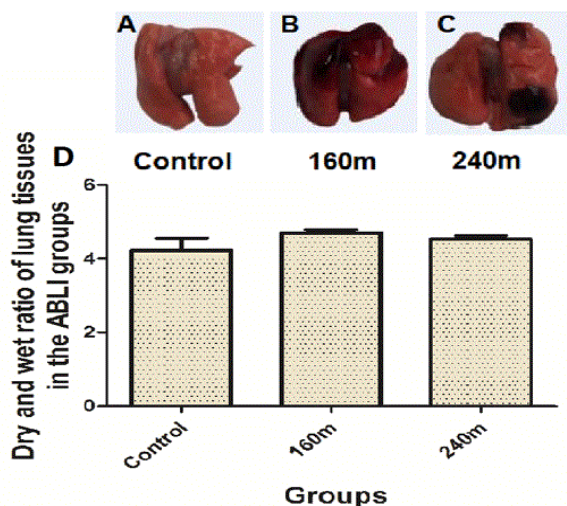 A B C
Control 160m 240m
D
Dry and wet ratio of lung tissues
in the ABLI groups
6
4
2
0
Control 160m 240m
Groups